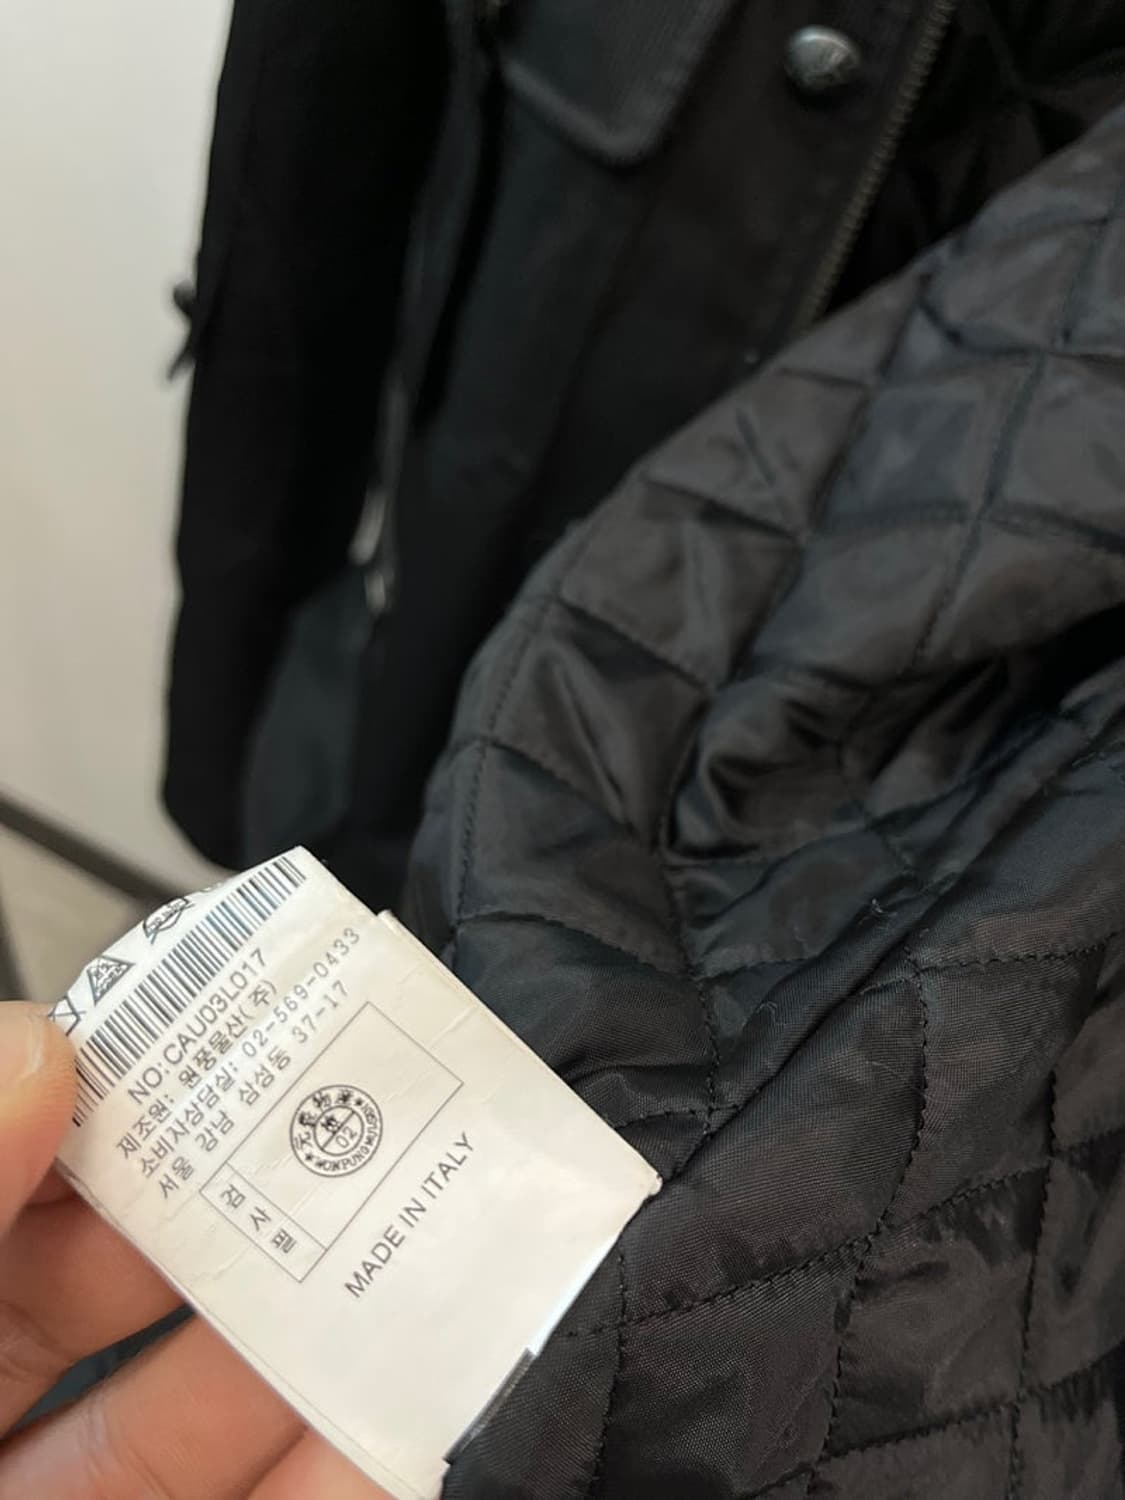 NO:CAU03L017
제조원: 원풍물산(주)
소비자상담실: 02-569-0433
서울 강남 삼성동 37-17
02
WONPUNG MULSAN
검사필
MADE IN ITALY